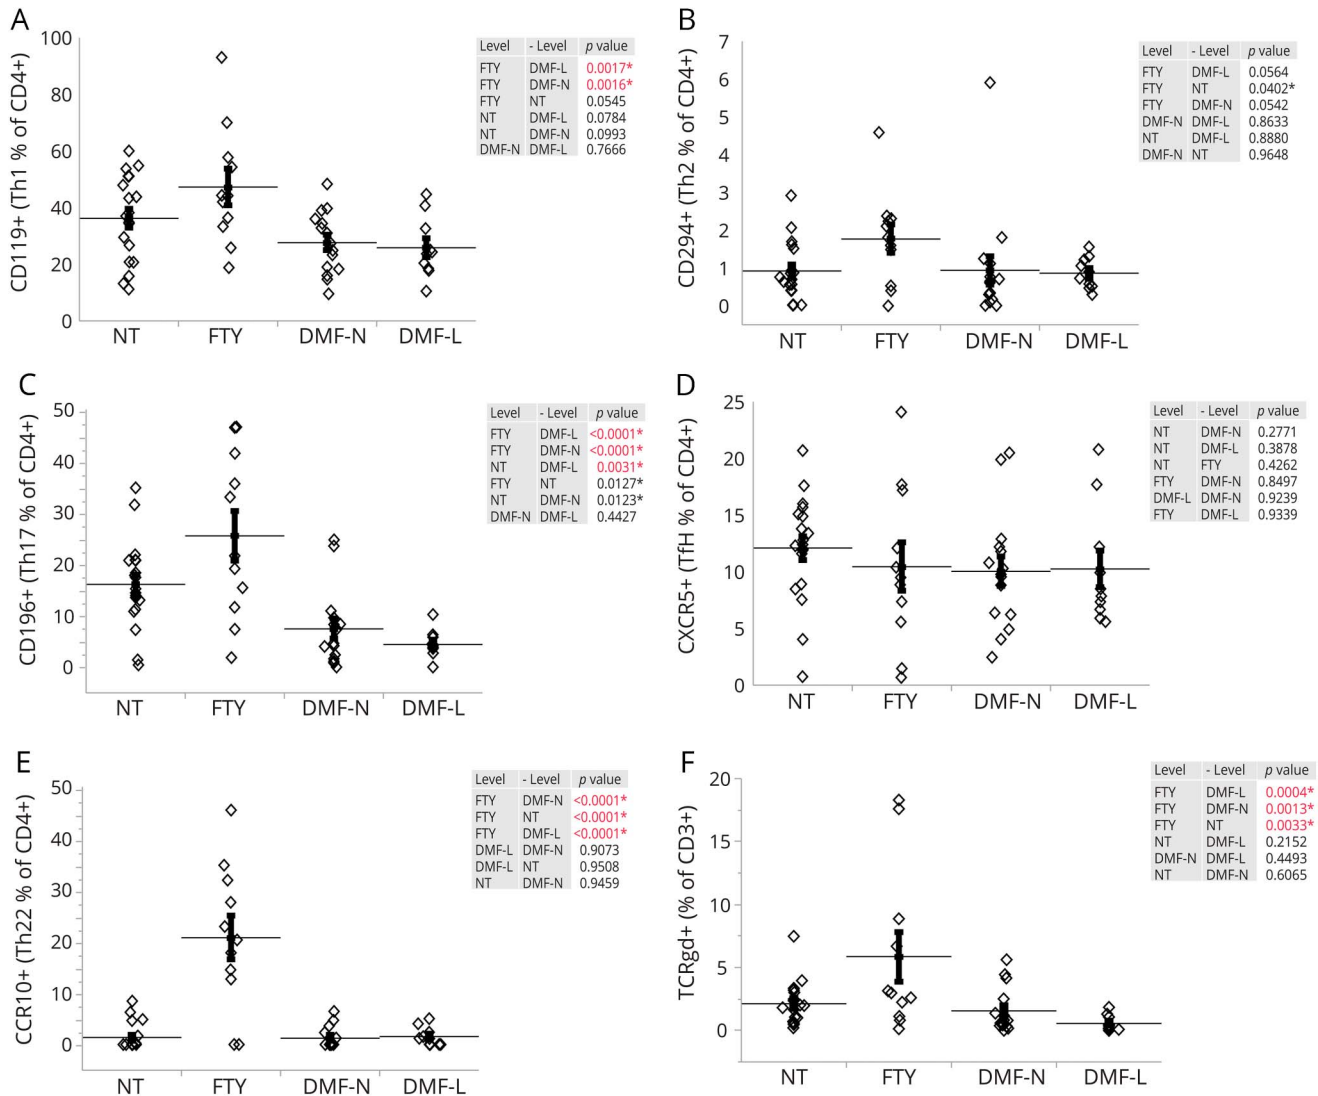 A
CD119+ (Th1 % of CD4+)
100
80
60
40
20
0
NT FTY DMF-N DMF-L
Level - Level p value
FTY DMF-L 0.0017*
FTY DMF-N 0.0016*
FTY NT 0.0545
NT DMF-L 0.0784
NT DMF-N 0.0993
DMF-N DMF-L 0.7666
B
CD294+ (Th2 % of CD4+)
7
6
5
4
3
2
1
0
NT FTY DMF-N DMF-L
Level - Level p value
FTY DMF-L 0.0564
FTY NT 0.0402*
FTY DMF-N 0.0542
DMF-N DMF-L 0.8633
NT DMF-L 0.8880
DMF-N NT 0.9648
C
CD196+ (Th17 % of CD4+)
50
40
30
20
10
0
NT FTY DMF-N DMF-L
Level - Level p value
FTY DMF-L <0.0001*
FTY DMF-N <0.0001*
NT DMF-L 0.0031*
FTY NT 0.0127*
NT DMF-N 0.0123*
DMF-N DMF-L 0.4427
D
CXCR5+ (TfH % of CD4+)
25
20
15
10
5
0
NT FTY DMF-N DMF-L
Level - Level p value
NT DMF-N 0.2771
NT DMF-L 0.3878
NT FTY 0.4262
FTY DMF-N 0.8497
DMF-L DMF-N 0.9239
FTY DMF-L 0.9339
E
CCR10+ (Th22 % of CD4+)
50
40
30
20
10
0
NT FTY DMF-N DMF-L
Level - Level p value
FTY DMF-N <0.0001*
FTY NT <0.0001*
FTY DMF-L <0.0001*
DMF-L DMF-N 0.9073
DMF-L NT 0.9508
NT DMF-N 0.9459
F
TCRgd+ (% of CD3+)
20
15
10
5
0
NT FTY DMF-N DMF-L
Level - Level p value
FTY DMF-L 0.0004*
FTY DMF-N 0.0013*
FTY NT 0.0033*
NT DMF-L 0.2152
DMF-N DMF-L 0.4493
NT DMF-N 0.6065